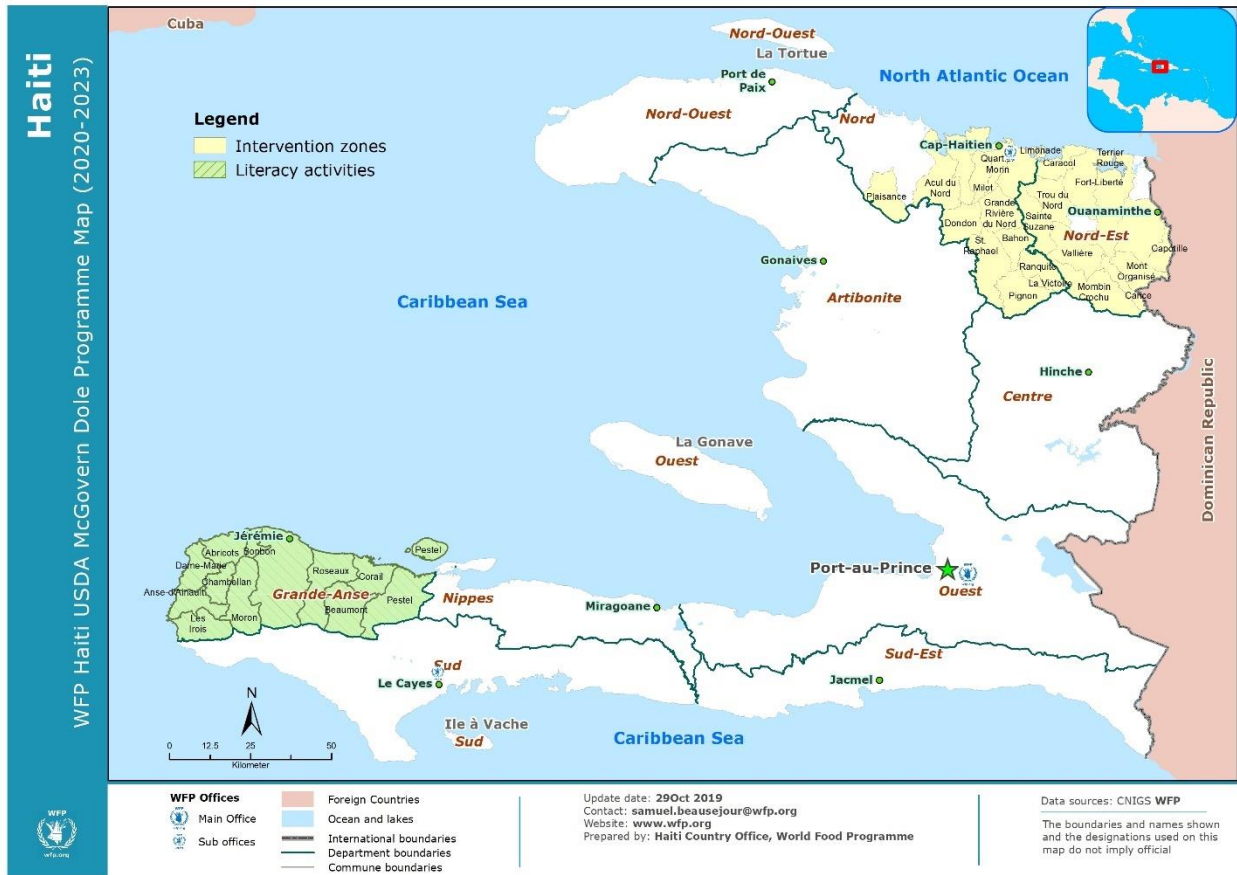 Haiti
WFP Haiti USDA McGovern Dole Programme Map (2020-2023)
WFP
wfp.org
Cuba
Nord-Ouest
La Tortue
North Atlantic Ocean
Port de
Paix
Legend
Intervention zones
Literacy activities
Nord-Ouest
Nord
Cap-Haitien
Quart.
Morin
Limonade
Caracol
Terrier
Rouge
Fort-Liberté
Plaisance
Acul du
Nord
Milot
Trou du
Nord
Grande
Rivière
du Nord
Sainte
Suzane
Ouanaminthe
Dondon
Bahon
Nord-Est
St.
Raphael
Vallière
Capotille
Ranquite
Mont
Organisé
La Victoire
Pignon
Mombin
Crochu
Carice
Gonaives
Artibonite
Caribbean Sea
Hinche
Centre
Dominican Republic
La Gonave
Ouest
Jérémie
Abricots
Bonbon
Pestel
Dame-Marie
Chambellan
Roseaux
Corail
Anse-d'Ainault
Grande-Anse
Pestel
Les
Irois
Moron
Beaumont
Nippes
Miragoane
Port-au-Prince
WFP
Ouest
Sud-Est
Sud
Le Cayes
Jacmel
N
Ile à Vache
Sud
Caribbean Sea
0 12.5 25 50
Kilometer
WFP Offices
Main Office
Sub offices
Foreign Countries
Ocean and lakes
International boundaries
Department boundaries
Commune boundaries
Update date: 29Oct 2019
Contact: samuel.beausejour@wfp.org
Website: www.wfp.org
Prepared by: Haiti Country Office, World Food Programme
Data sources: CNIGS WFP
The boundaries and names shown
and the designations used on this
map do not imply official